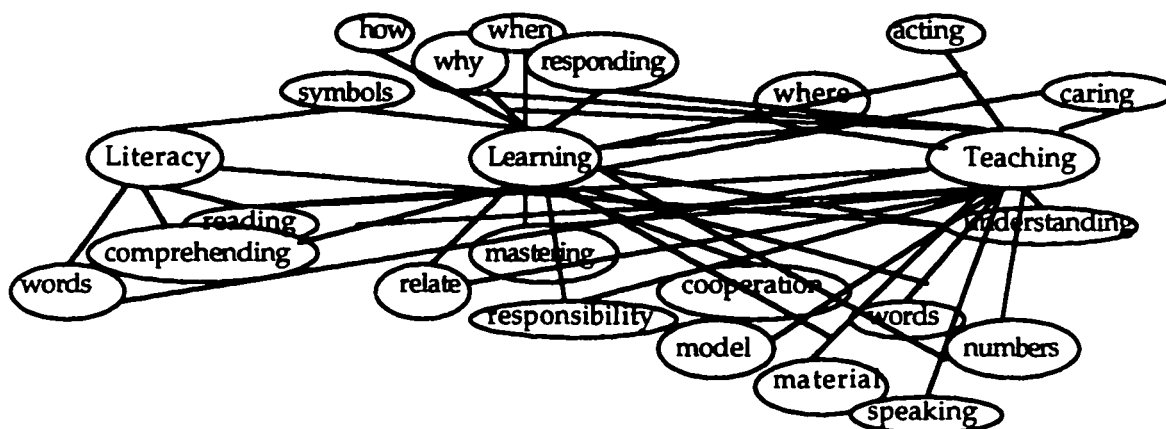 how
when
acting
why
responding
symbols
where
caring
Literacy
Learning
Teaching
reading
understanding
comprehending
mastering
words
relate
cooperation
responsibility
words
model
numbers
material
speaking